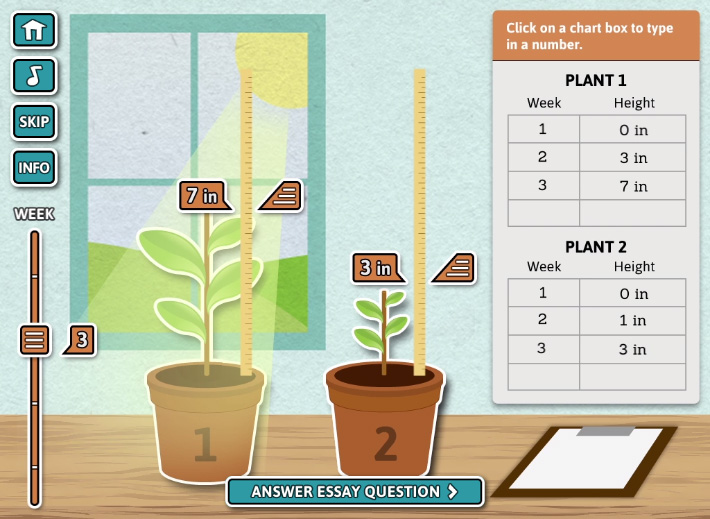 SKIP
INFO
WEEK
3
7 in
3 in
1
2
ANSWER ESSAY QUESTION
Click on a chart box to type
in a number.
PLANT 1
Week Height
1 0 in
2 3 in
3 7 in
PLANT 2
Week Height
1 0 in
2 1 in
3 3 in